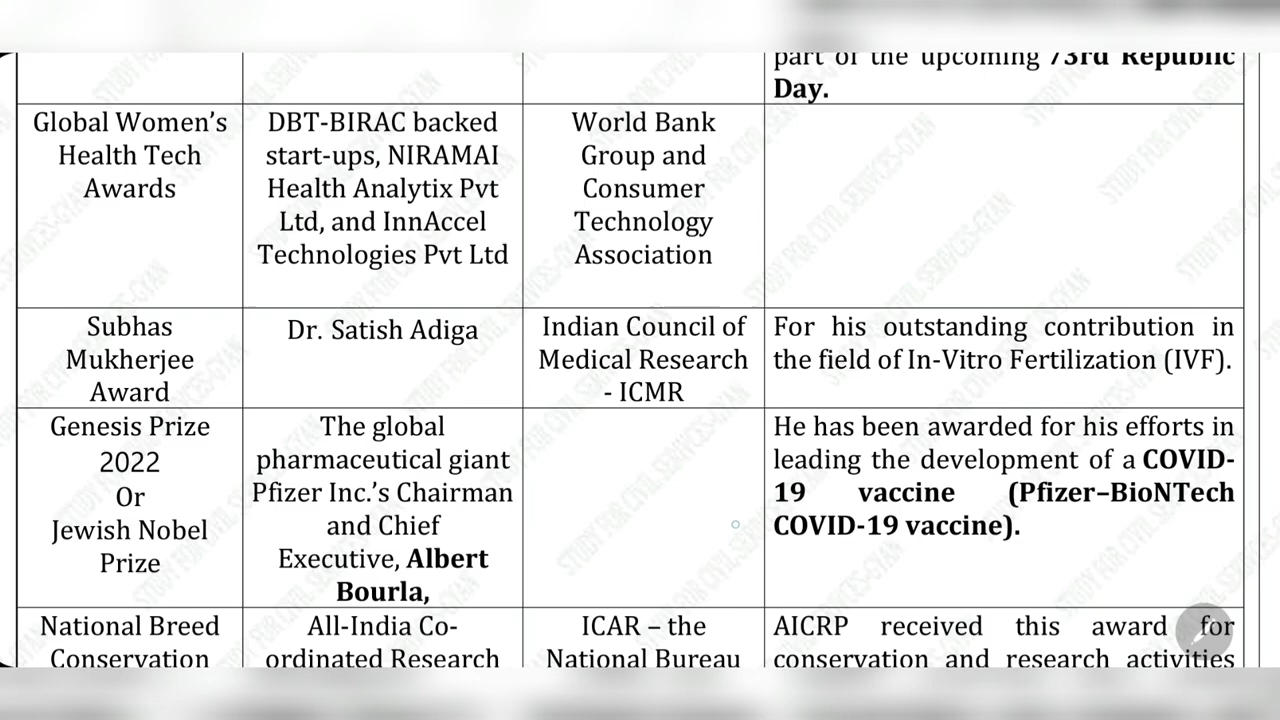 part of the upcoming 73rd Republic
Day.
Global Women's
Health Tech
Awards
DBT-BIRAC backed
start-ups, NIRAMAI
Health Analytix Pvt
Ltd, and InnAccel
Technologies Pvt Ltd
World Bank
Group and
Consumer
Technology
Association
Subhas
Mukherjee
Award
Dr. Satish Adiga
Indian Council of
Medical Research
- ICMR
For his outstanding contribution in
the field of In-Vitro Fertilization (IVF).
Genesis Prize
2022
Or
Jewish Nobel
Prize
The global
pharmaceutical giant
Pfizer Inc.'s Chairman
and Chief
Executive, Albert
Bourla,
He has been awarded for his efforts in
leading the development of a COVID-
19 vaccine (Pfizer–BioNTech
COVID-19 vaccine).
National Breed
Conservation
All-India Co-
ordinated Research
ICAR – the
National Bureau
AICRP received this award for
conservation and research activities
STUDY FOR CIVIL SERVICES-GYAN